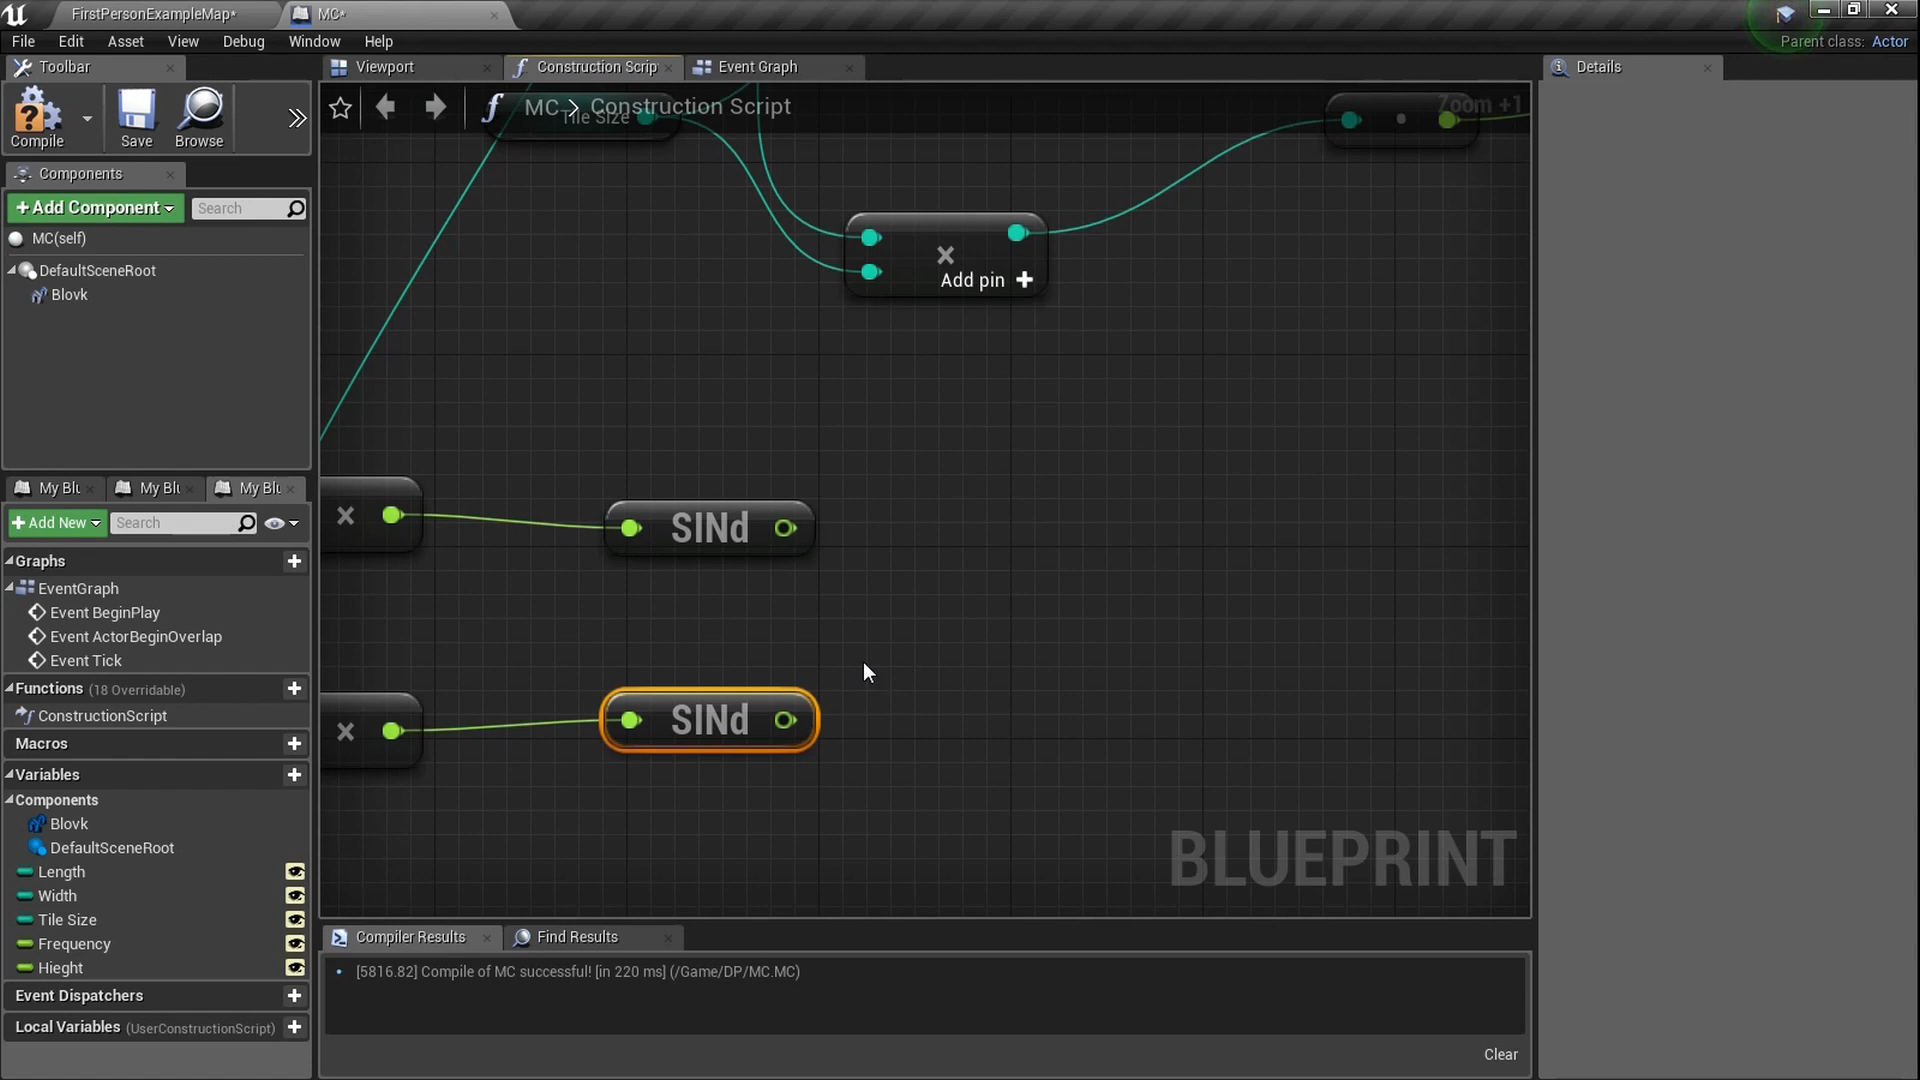 FirstPersonExampleMap*
MC*
File Edit Asset View Debug Window Help
Parent class: Actor
Toolbar
Viewport
Construction Scrip
Event Graph
Details
Compile
Save
Browse
MC > Construction Script
Zoom +1
Tile Size
Components
+Add Component
Search
MC(self)
DefaultSceneRoot
Blovk
Add pin
My Blu
My Blu
My Blu
+Add New
Search
SINd
SINd
Graphs
EventGraph
Event BeginPlay
Event ActorBeginOverlap
Event Tick
Functions (18 Overridable)
ConstructionScript
Macros
Variables
Components
Blovk
DefaultSceneRoot
Length
Width
Tile Size
Frequency
Hieght
Event Dispatchers
Local Variables (UserConstructionScript)
BLUEPRINT
Compiler Results
Find Results
[5816.82] Compile of MC successful! [in 220 ms] (/Game/DP/MC.MC)
Clear